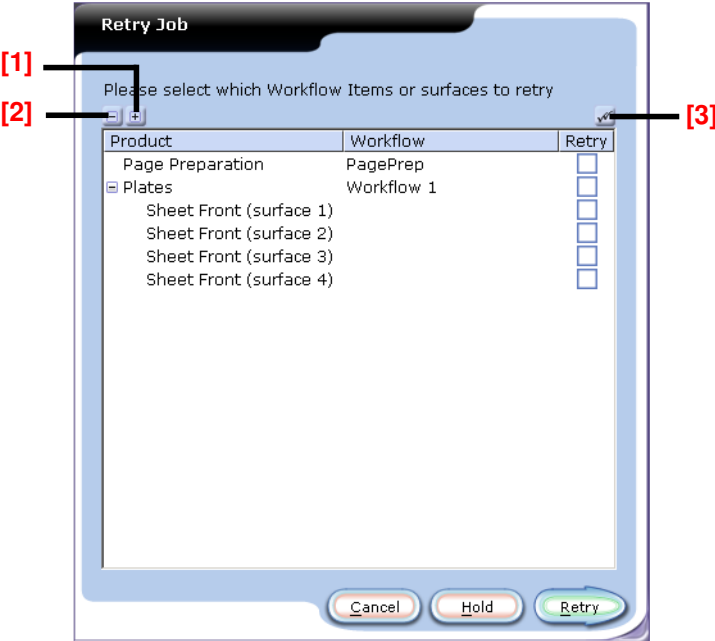 Retry Job
[1]
Please select which Workflow Items or surfaces to retry
[2]
[3]
Product Workflow Retry
Page Preparation PagePrep
Plates Workflow 1
Sheet Front (surface 1)
Sheet Front (surface 2)
Sheet Front (surface 3)
Sheet Front (surface 4)
Cancel Hold Retry